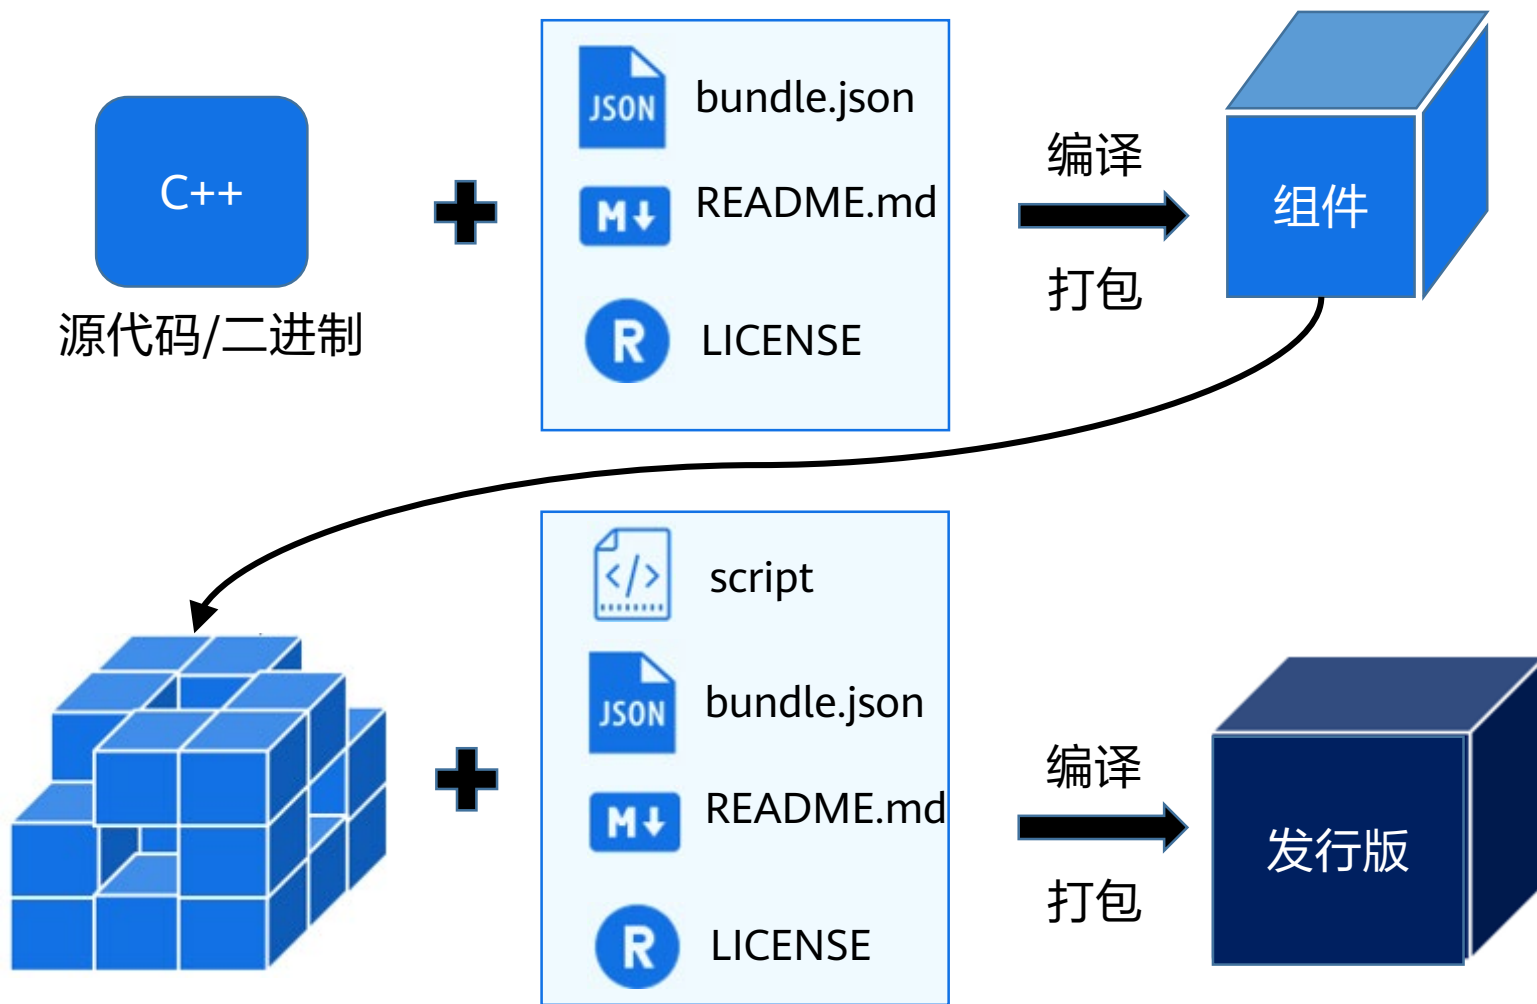 C++
源代码/二进制
JSON
bundle.json
M
README.md
R
LICENSE
编译
打包
组件
script
</>
JSON
bundle.json
M
README.md
R
LICENSE
编译
打包
发行版